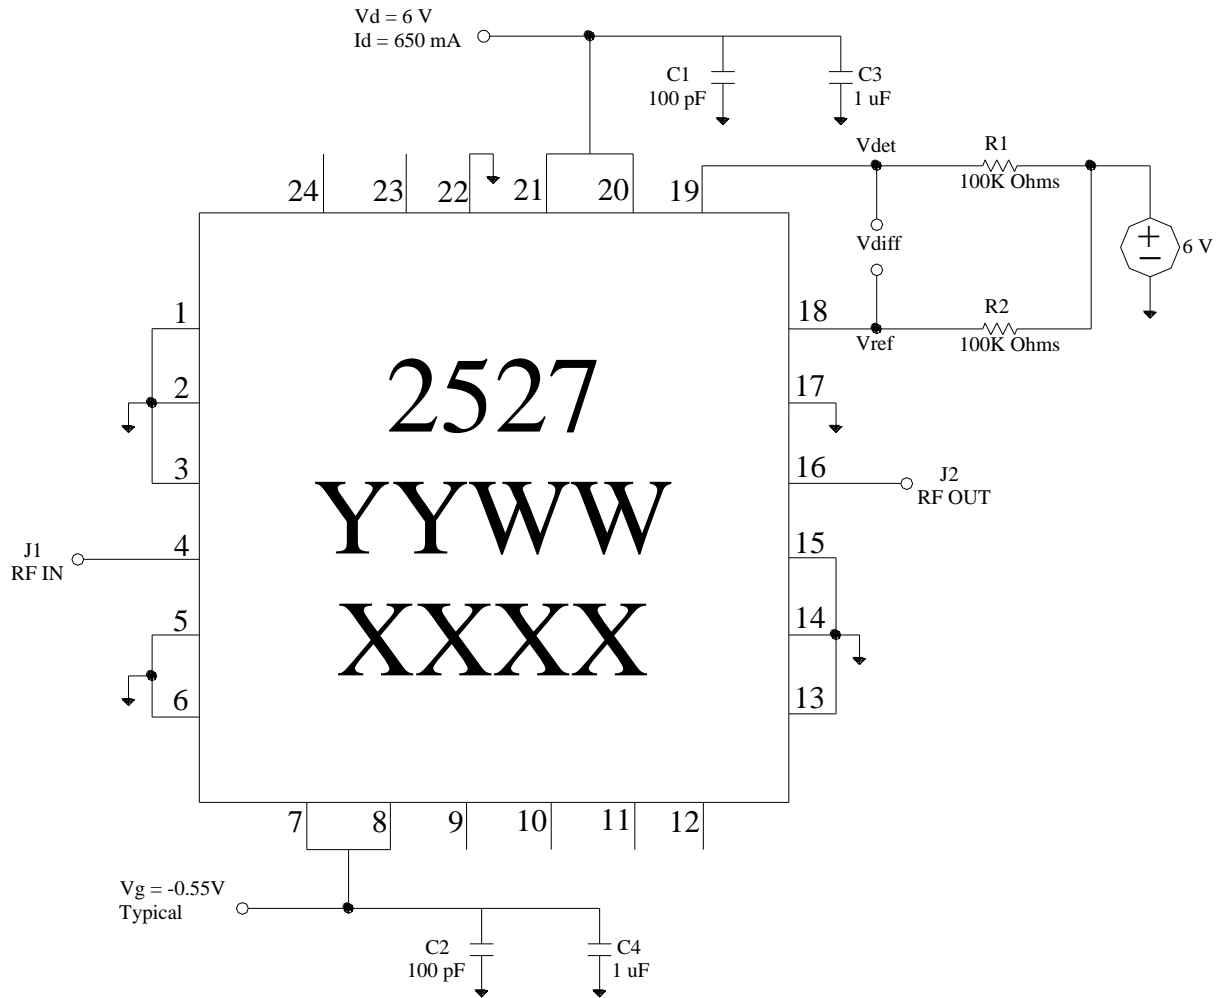 Vd = 6 V
Id = 650 mA
C1
100 pF
C3
1 uF
Vdet
R1
100K Ohms
24
23
22
21
20
19
Vdiff
+
−
6 V
1
18
Vref
R2
100K Ohms
2527
2
17
3
16
J2
RF OUT
YYWW
J1
RF IN
4
15
5
14
XXXX
6
13
7
8
9
10
11
12
Vg = -0.55V
Typical
C2
100 pF
C4
1 uF